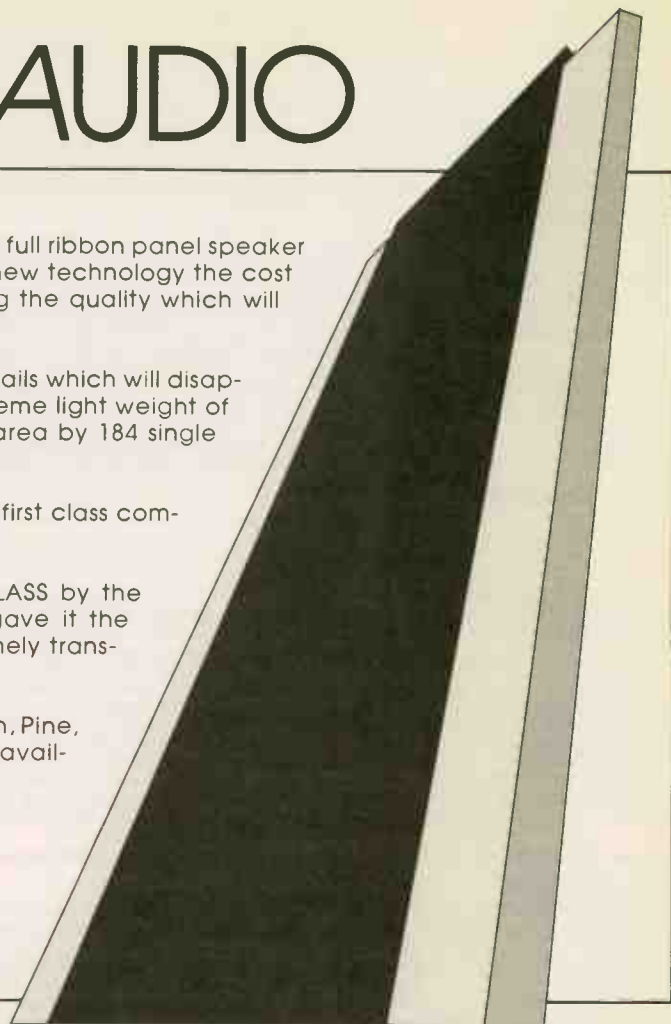 AUDIO
full ribbon panel speaker
new technology the cost
g the quality which will
ails which will disap-
eme light weight of
area by 184 single
first class com-
LASS by the
gave it the
nely trans-
n, Pine,
avail-